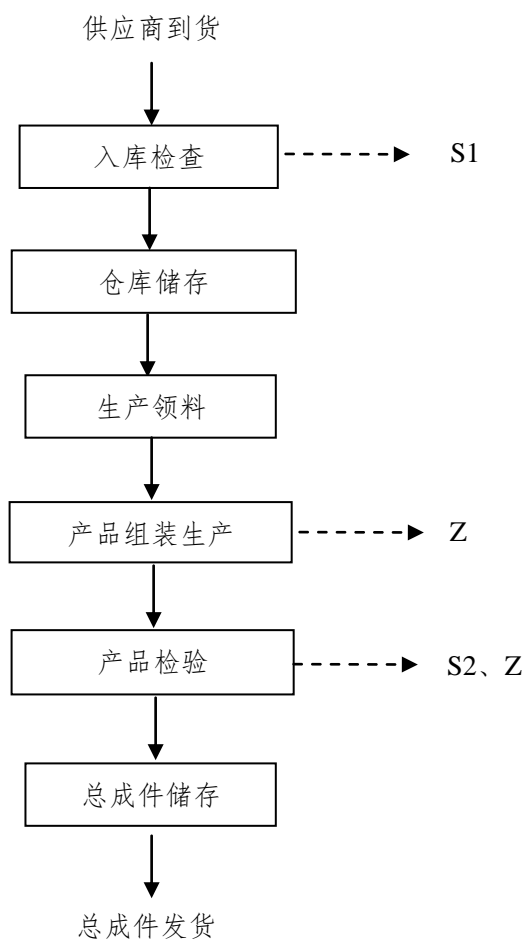 供应商到货
入库检查
S1
仓库储存
生产领料
产品组装生产
Z
产品检验
S2、Z
总成件储存
总成件发货